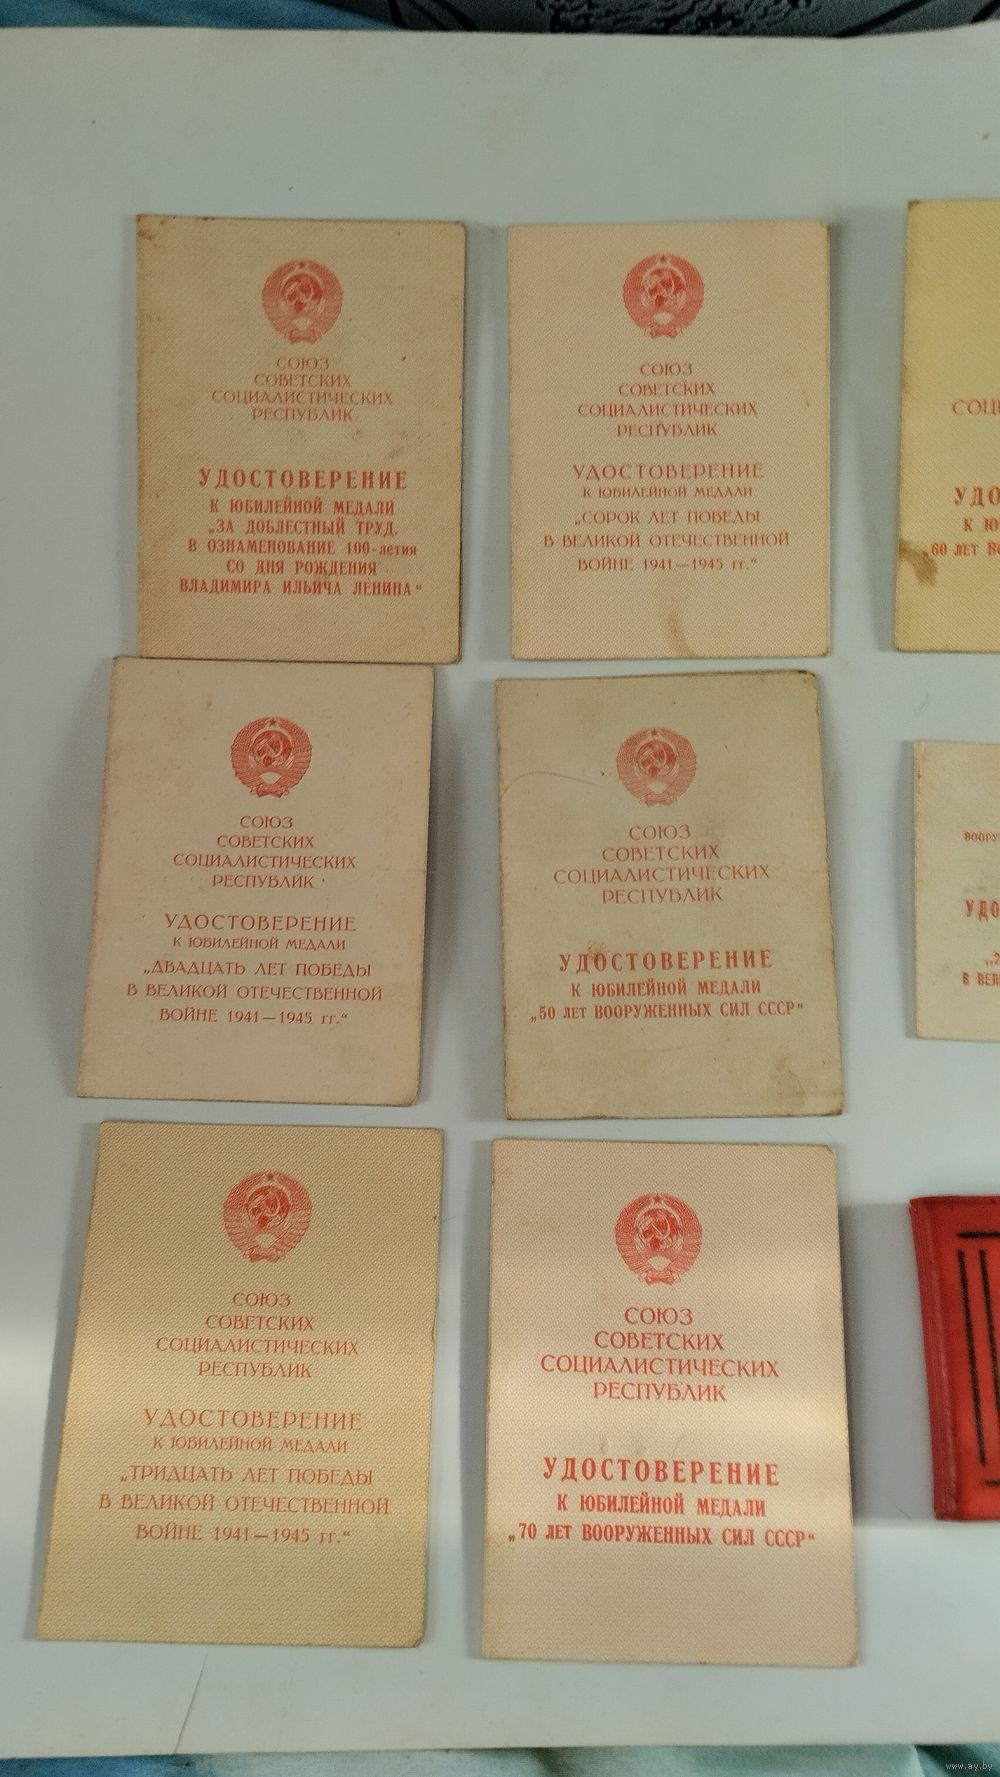 СОЮЗ
СОВЕТСКИХ
СОЦИАЛИСТИЧЕСКИХ
РЕСПУБЛИК
УДОСТОВЕРЕНИЕ
К ЮБИЛЕЙНОЙ МЕДАЛИ
„ЗА ДОБЛЕСТНЫЙ ТРУД.
В ОЗНАМЕНОВАНИЕ 100-летия
СО ДНЯ РОЖДЕНИЯ
ВЛАДИМИРА ИЛЬИЧА ЛЕНИНА“
СОЮЗ
СОВЕТСКИХ
СОЦИАЛИСТИЧЕСКИХ
РЕСПУБЛИК
УДОСТОВЕРЕНИЕ
К ЮБИЛЕЙНОЙ МЕДАЛИ
„СОРОК ЛЕТ ПОБЕДЫ
В ВЕЛИКОЙ ОТЕЧЕСТВЕННОЙ
ВОЙНЕ 1941—1945 гг.“
„60 ЛЕТ
СОЮЗ
СОВЕТСКИХ
СОЦИАЛИСТИЧЕСКИХ
РЕСПУБЛИК
УДОСТОВЕРЕНИЕ
К ЮБИЛЕЙНОЙ МЕДАЛИ
„ДВАДЦАТЬ ЛЕТ ПОБЕДЫ
В ВЕЛИКОЙ ОТЕЧЕСТВЕННОЙ
ВОЙНЕ 1941—1945 гг.“
СОЮЗ
СОВЕТСКИХ
СОЦИАЛИСТИЧЕСКИХ
РЕСПУБЛИК
УДОСТОВЕРЕНИЕ
К ЮБИЛЕЙНОЙ МЕДАЛИ
„50 ЛЕТ ВООРУЖЕННЫХ СИЛ СССР“
СОЮЗ
СОВЕТСКИХ
СОЦИАЛИСТИЧЕСКИХ
РЕСПУБЛИК
УДОСТОВЕРЕНИЕ
К ЮБИЛЕЙНОЙ МЕДАЛИ
„ТРИДЦАТЬ ЛЕТ ПОБЕДЫ
В ВЕЛИКОЙ ОТЕЧЕСТВЕННОЙ
ВОЙНЕ 1941—1945 гг.“
СОЮЗ
СОВЕТСКИХ
СОЦИАЛИСТИЧЕСКИХ
РЕСПУБЛИК
УДОСТОВЕРЕНИЕ
К ЮБИЛЕЙНОЙ МЕДАЛИ
„70 ЛЕТ ВООРУЖЕННЫХ СИЛ СССР“
www.ay.by